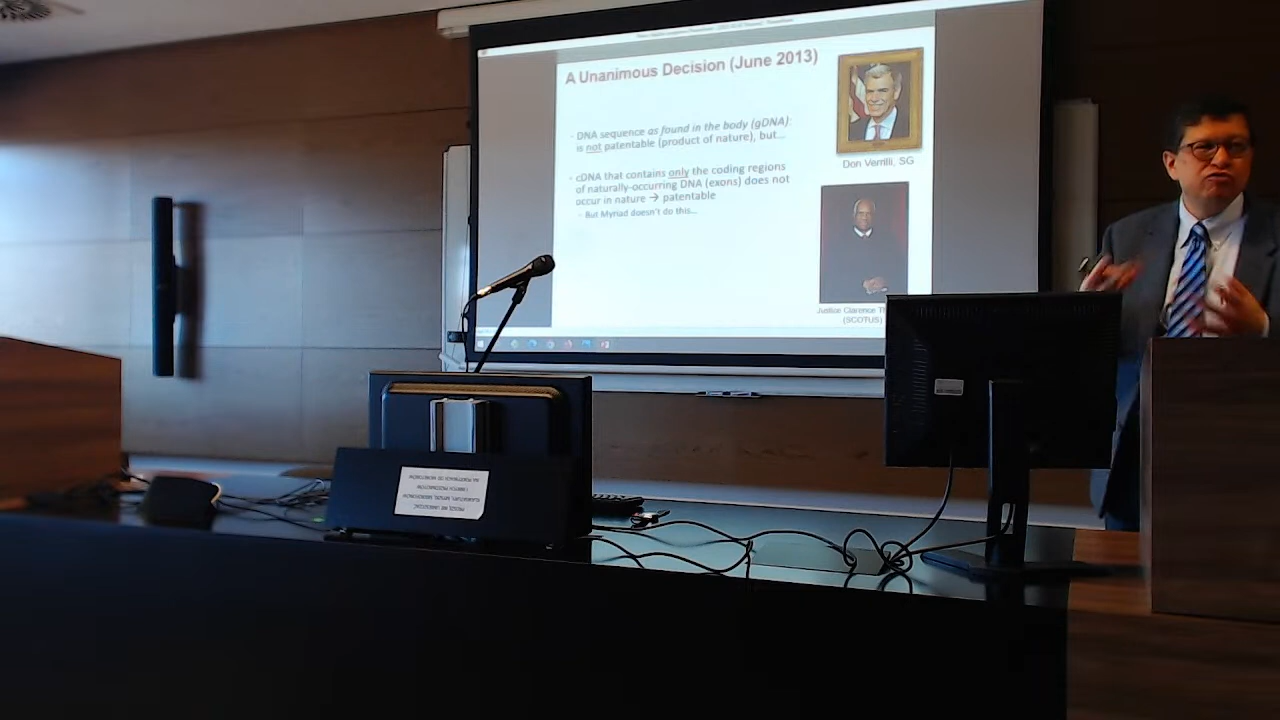 A Unanimous Decision (June 2013)
- DNA sequence as found in the body (gDNA):
is not patentable (product of nature), but...
- cDNA that contains only the coding regions
of naturally-occurring DNA (exons) does not
occur in nature → patentable
- But Myriad doesn't do this...
Don Verrilli, SG
Justice Clarence Th
(SCOTUS)